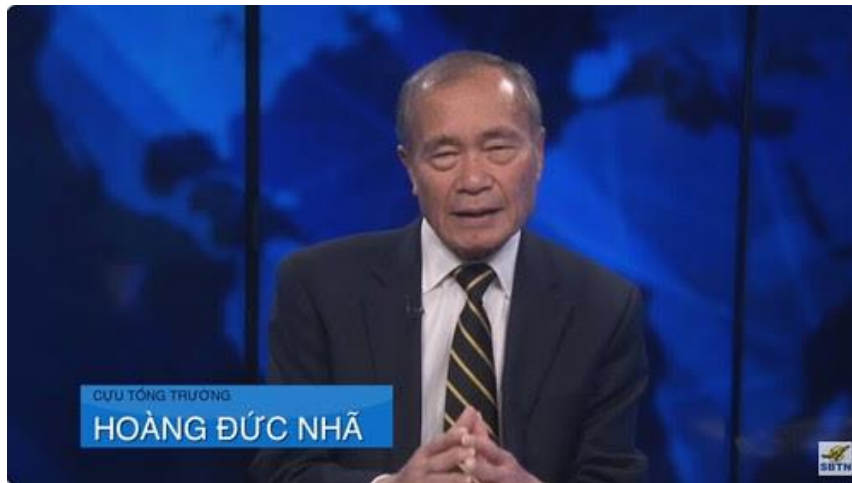 CỰU TỔNG TRƯỞNG
HOÀNG ĐỨC NHÃ
SBTN